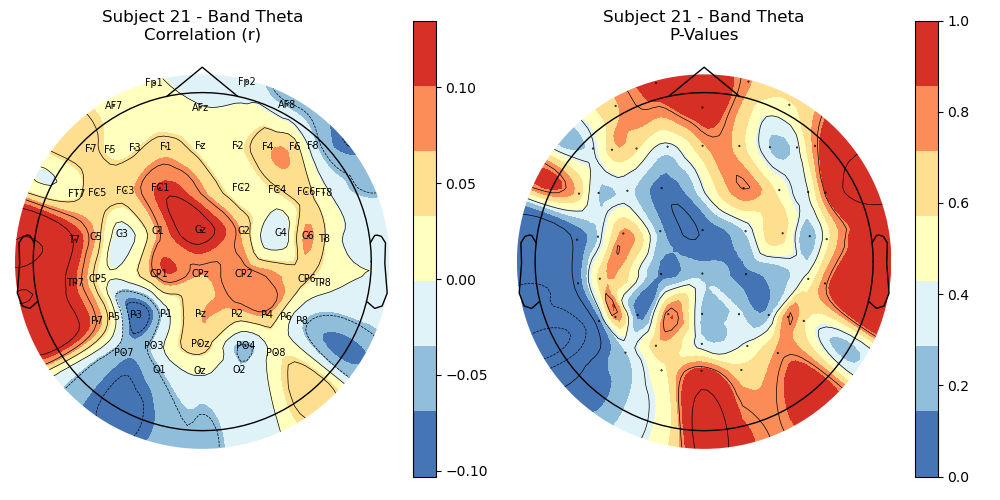 Subject 21 - Band Theta
Correlation (r)
Subject 21 - Band Theta
P-Values
Fp1 Fp2
AF7 AFz AF8
F7 F5 F3 F1 Fz F2 F4 F6 F8
FT7 FC5 FC3 FC1 FC2 FC4 FC6 FT8
T7 C5 C3 C1 Cz C2 C4 C6 T8
TP7 CP5 CP1 CPz CP2 CP6 TP8
P7 P5 P3 P1 Pz P2 P4 P6 P8
PO7 PO3 POz PO4 PO8
O1 Oz O2
0.10
0.05
0.00
−0.05
−0.10
1.0
0.8
0.6
0.4
0.2
0.0